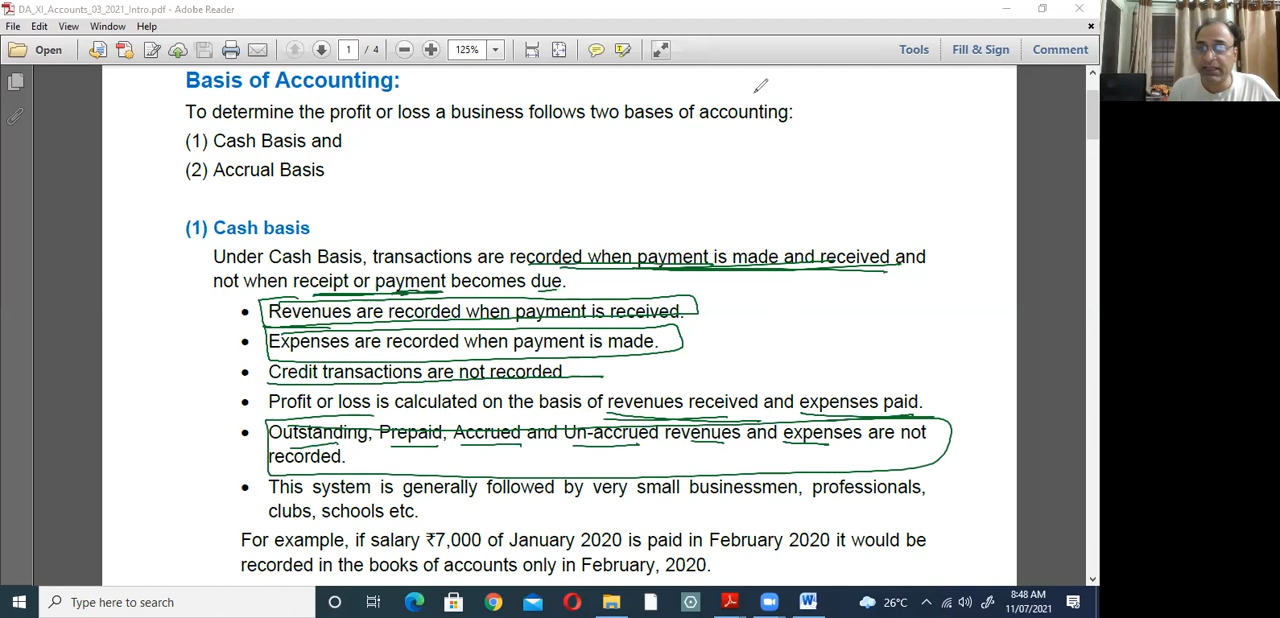 DA_XI_Accounts_03_2021_Intro.pdf - Adobe Reader
File Edit View Window Help
Open 1 / 4 125% Tools Fill & Sign Comment
Basis of Accounting:
To determine the profit or loss a business follows two bases of accounting:
(1) Cash Basis and
(2) Accrual Basis
(1) Cash basis
Under Cash Basis, transactions are recorded when payment is made and received and
not when receipt or payment becomes due.
• Revenues are recorded when payment is received.
• Expenses are recorded when payment is made.
• Credit transactions are not recorded
• Profit or loss is calculated on the basis of revenues received and expenses paid.
• Outstanding, Prepaid, Accrued and Un-accrued revenues and expenses are not
recorded.
• This system is generally followed by very small businessmen, professionals,
clubs, schools etc.
For example, if salary ₹7,000 of January 2020 is paid in February 2020 it would be
recorded in the books of accounts only in February, 2020.
Type here to search 26°C 8:48 AM
11/07/2021